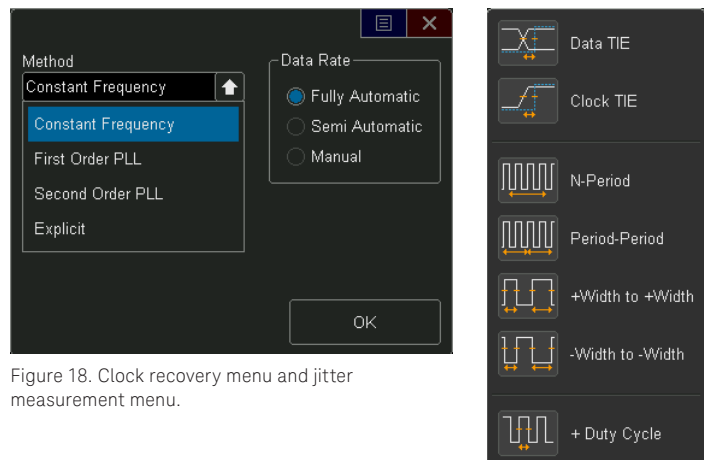 Method
Constant Frequency
Constant Frequency
First Order PLL
Second Order PLL
Explicit
Data Rate
Fully Automatic
Semi Automatic
Manual
OK
Figure 18. Clock recovery menu and jitter
measurement menu.
Data TIE
Clock TIE
N-Period
Period-Period
+Width to +Width
-Width to -Width
+ Duty Cycle